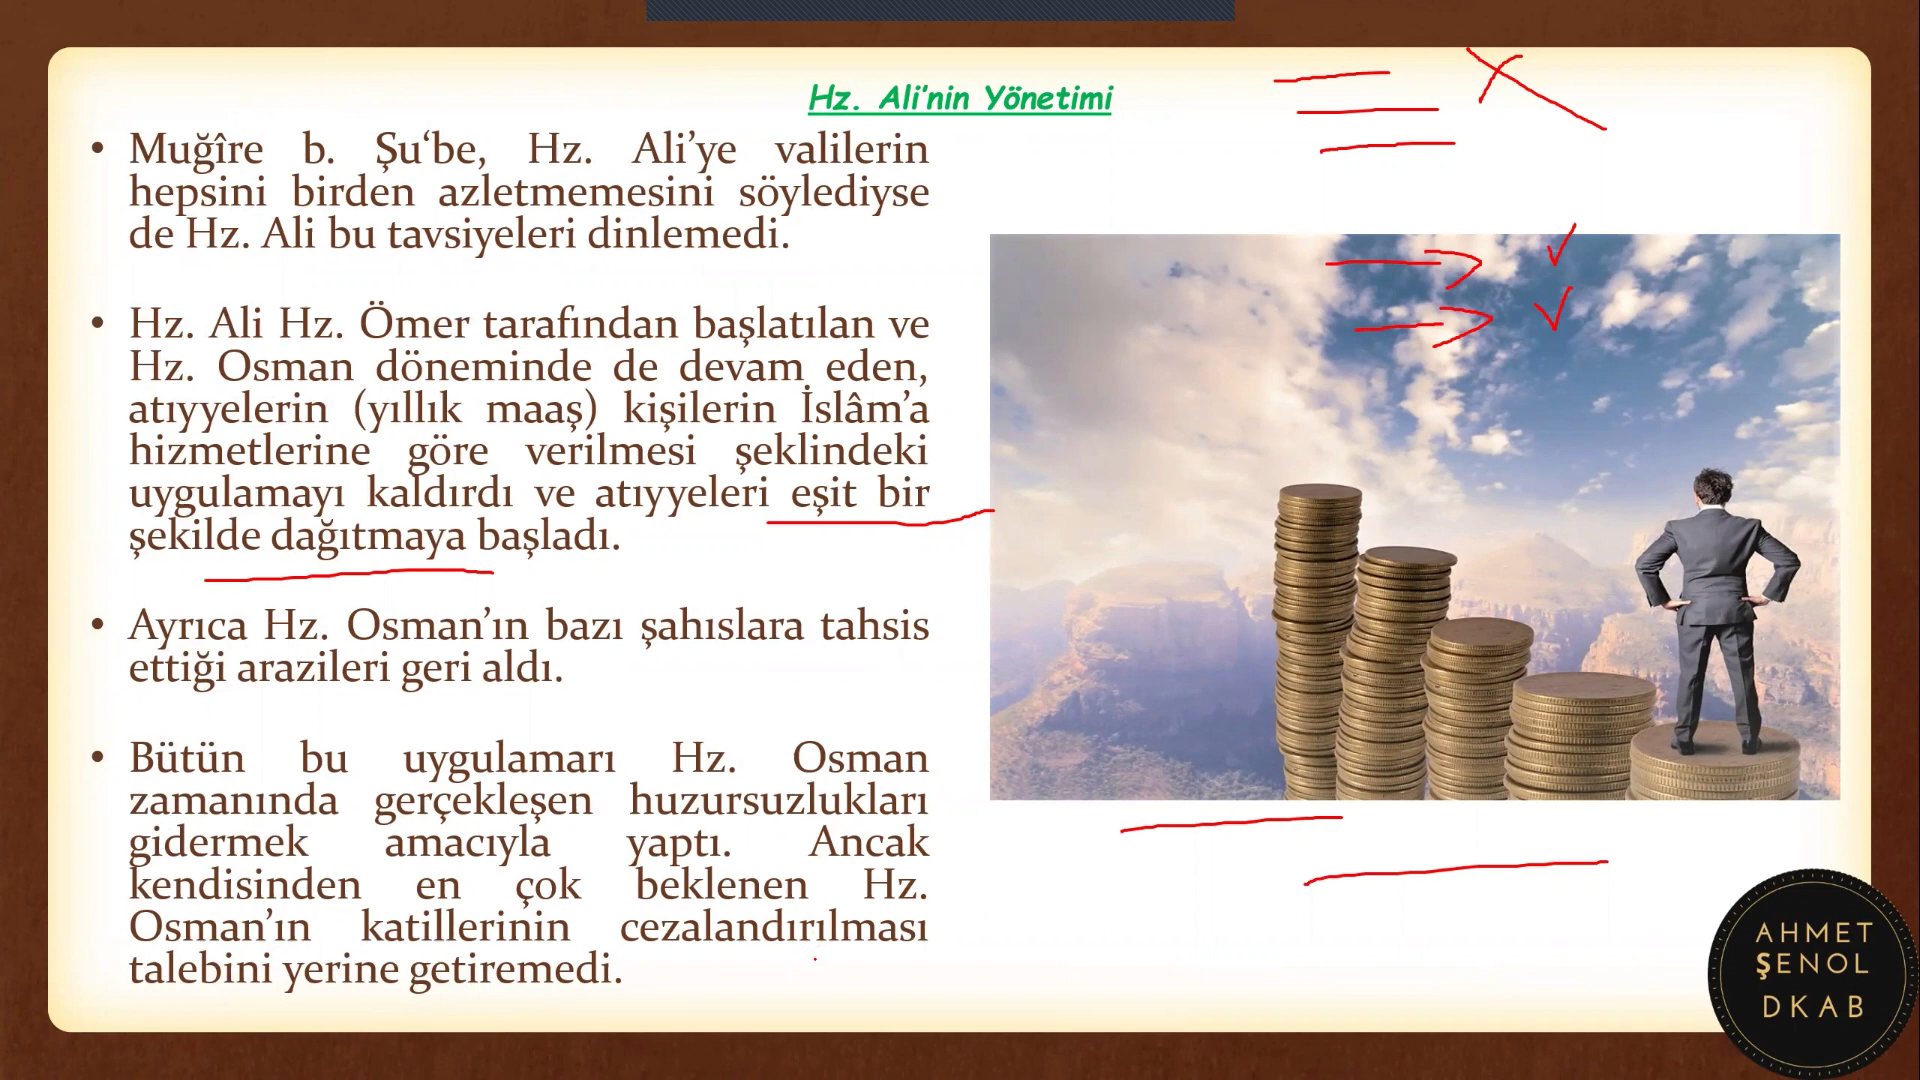 Hz. Ali’nin Yönetimi
• Muğîre b. Şu‘be, Hz. Ali’ye valilerin
hepsini birden azletmemesini söylediyse
de Hz. Ali bu tavsiyeleri dinlemedi.
• Hz. Ali Hz. Ömer tarafından başlatılan ve
Hz. Osman döneminde de devam eden,
atıyyelerin (yıllık maaş) kişilerin İslâm’a
hizmetlerine göre verilmesi şeklindeki
uygulamayı kaldırdı ve atıyyeleri eşit bir
şekilde dağıtmaya başladı.
• Ayrıca Hz. Osman’ın bazı şahıslara tahsis
ettiği arazileri geri aldı.
• Bütün bu uygulamarı Hz. Osman
zamanında gerçekleşen huzursuzlukları
gidermek amacıyla yaptı. Ancak
kendisinden en çok beklenen Hz.
Osman’ın katillerinin cezalandırılması
talebini yerine getiremedi.
AHMET
ŞENOL
DKAB